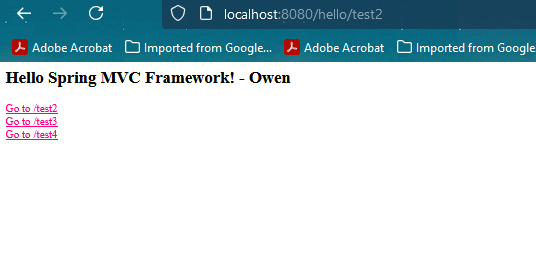 localhost:8080/hello/test2
Adobe Acrobat Imported from Google... Adobe Acrobat Imported from Google
Hello Spring MVC Framework! - Owen
Go to /test2
Go to /test3
Go to /test4